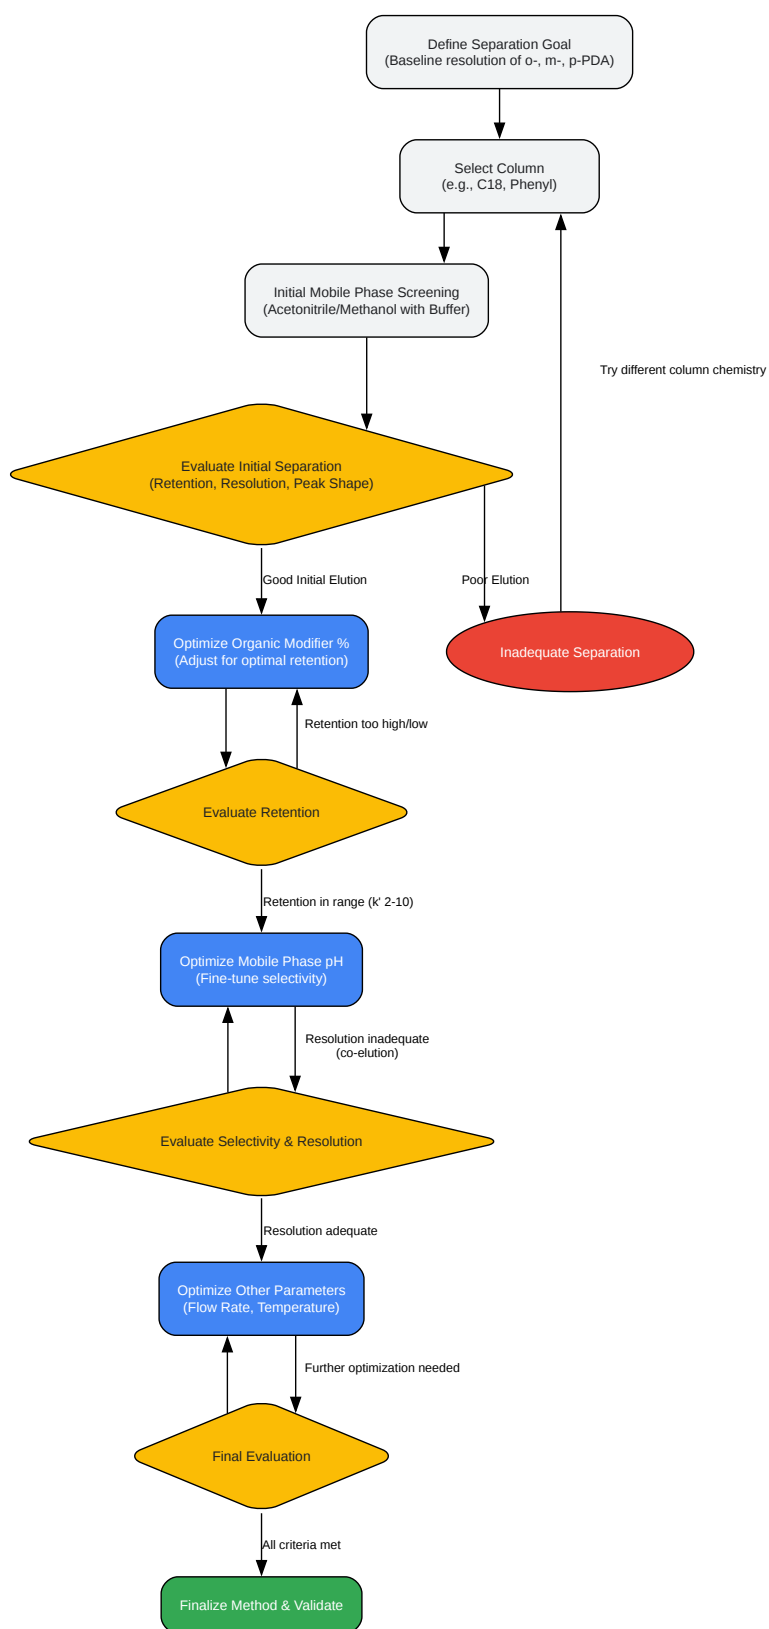 Define Separation Goal
(Baseline resolution of o-, m-, p-PDA)
Select Column
(e.g., C18, Phenyl)
Initial Mobile Phase Screening
(Acetonitrile/Methanol with Buffer)
Try different column chemistry
Evaluate Initial Separation
(Retention, Resolution, Peak Shape)
Good Initial Elution
Poor Elution
Optimize Organic Modifier %
(Adjust for optimal retention)
Inadequate Separation
Retention too high/low
Evaluate Retention
Retention in range (k' 2-10)
Optimize Mobile Phase pH
(Fine-tune selectivity)
Resolution inadequate
(co-elution)
Evaluate Selectivity & Resolution
Resolution adequate
Optimize Other Parameters
(Flow Rate, Temperature)
Further optimization needed
Final Evaluation
All criteria met
Finalize Method & Validate